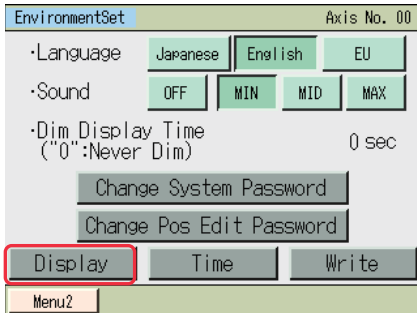 EnvironmentSet Axis No. 00
·Language Japanese English EU
·Sound OFF MIN MID MAX
·Dim Display Time
("0":Never Dim) 0 sec
Change System Password
Change Pos Edit Password
Display Time Write
Menu2